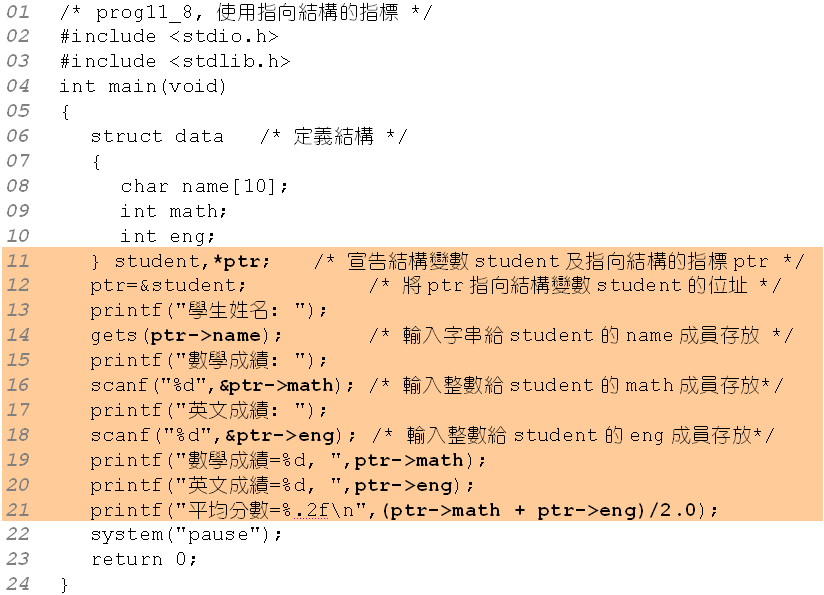 01 /* prog11_8, 使用指向結構的指標 */
02 #include <stdio.h>
03 #include <stdlib.h>
04 int main(void)
05 {
06 struct data /* 定義結構 */
07 {
08 char name[10];
09 int math;
10 int eng;
11 } student,*ptr; /* 宣告結構變數 student 及指向結構的指標 ptr */
12 ptr=&student; /* 將 ptr 指向結構變數 student 的位址 */
13 printf("學生姓名: ");
14 gets(ptr->name); /* 輸入字串給 student 的 name 成員存放 */
15 printf("數學成績: ");
16 scanf("%d",&ptr->math); /* 輸入整數給 student 的 math 成員存放*/
17 printf("英文成績: ");
18 scanf("%d",&ptr->eng); /* 輸入整數給 student 的 eng 成員存放*/
19 printf("數學成績=%d, ",ptr->math);
20 printf("英文成績=%d, ",ptr->eng);
21 printf("平均分數=%.2f\n",(ptr->math + ptr->eng)/2.0);
22 system("pause");
23 return 0;
24 }